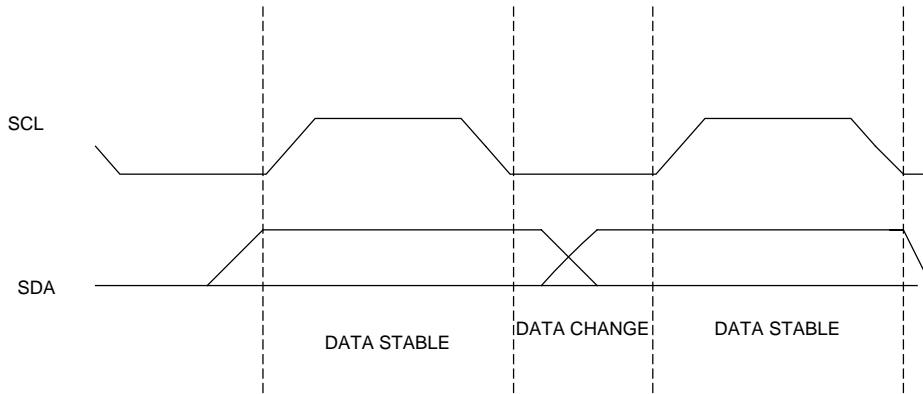 SCL
SDA
DATA STABLE
DATA CHANGE
DATA STABLE